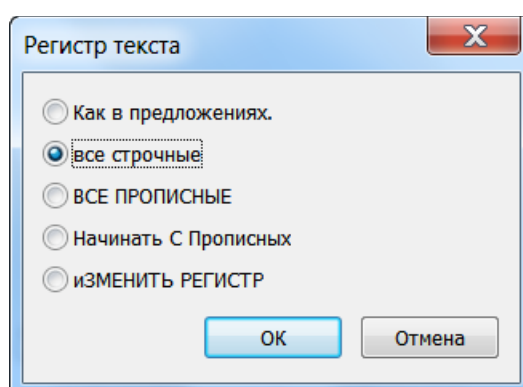 Регистр текста
Как в предложениях.
все строчные
ВСЕ ПРОПИСНЫЕ
Начинать С Прописных
иЗМЕНИТЬ РЕГИСТР
ОК Отмена